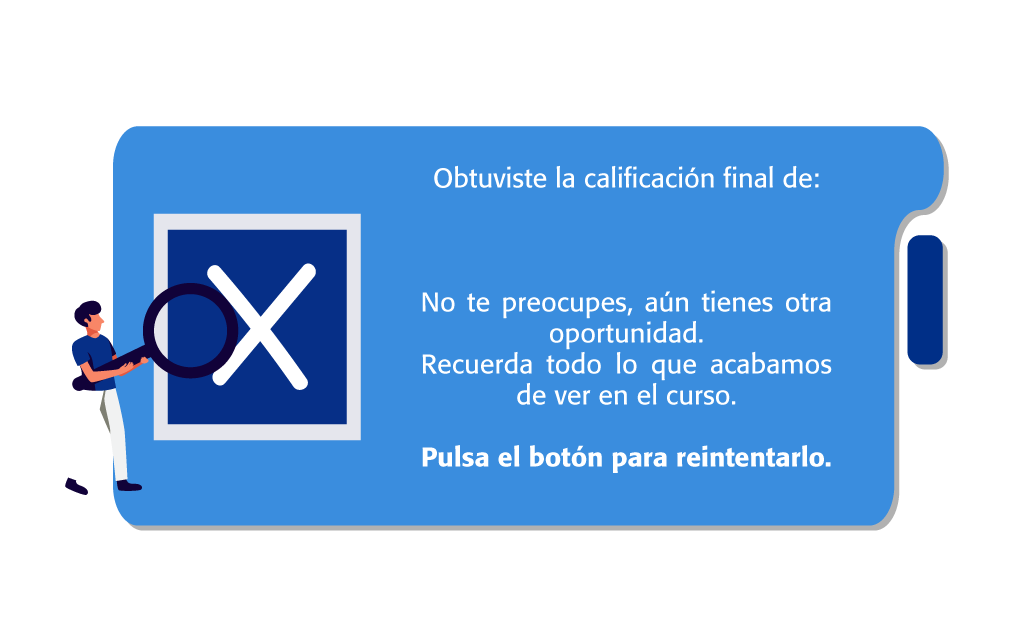 Obtuviste la calificación final de:
No te preocupes, aún tienes otra
oportunidad.
Recuerda todo lo que acabamos
de ver en el curso.
Pulsa el botón para reintentarlo.